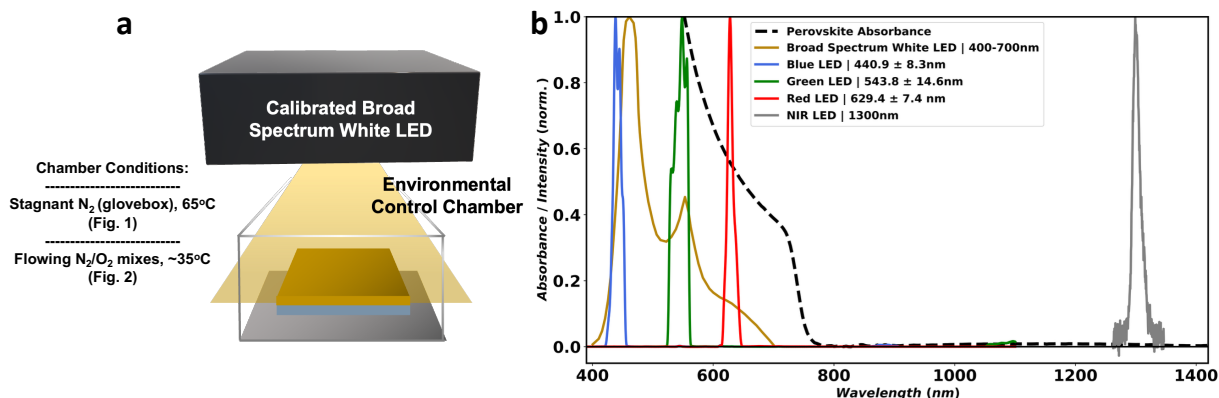 a
Calibrated Broad
Spectrum White LED
Chamber Conditions:
---------------------------
Stagnant N2 (glovebox), 65oC
(Fig. 1)
---------------------------
Flowing N2/O2 mixes, ~35oC
(Fig. 2)
Environmental
Control Chamber
b
Absorbance / Intensity (norm.)
1.0
0.8
0.6
0.4
0.2
0.0
Perovskite Absorbance
Broad Spectrum White LED | 400-700nm
Blue LED | 440.9 ± 8.3nm
Green LED | 543.8 ± 14.6nm
Red LED | 629.4 ± 7.4 nm
NIR LED | 1300nm
400 600 800 1000 1200 1400
Wavelength (nm)